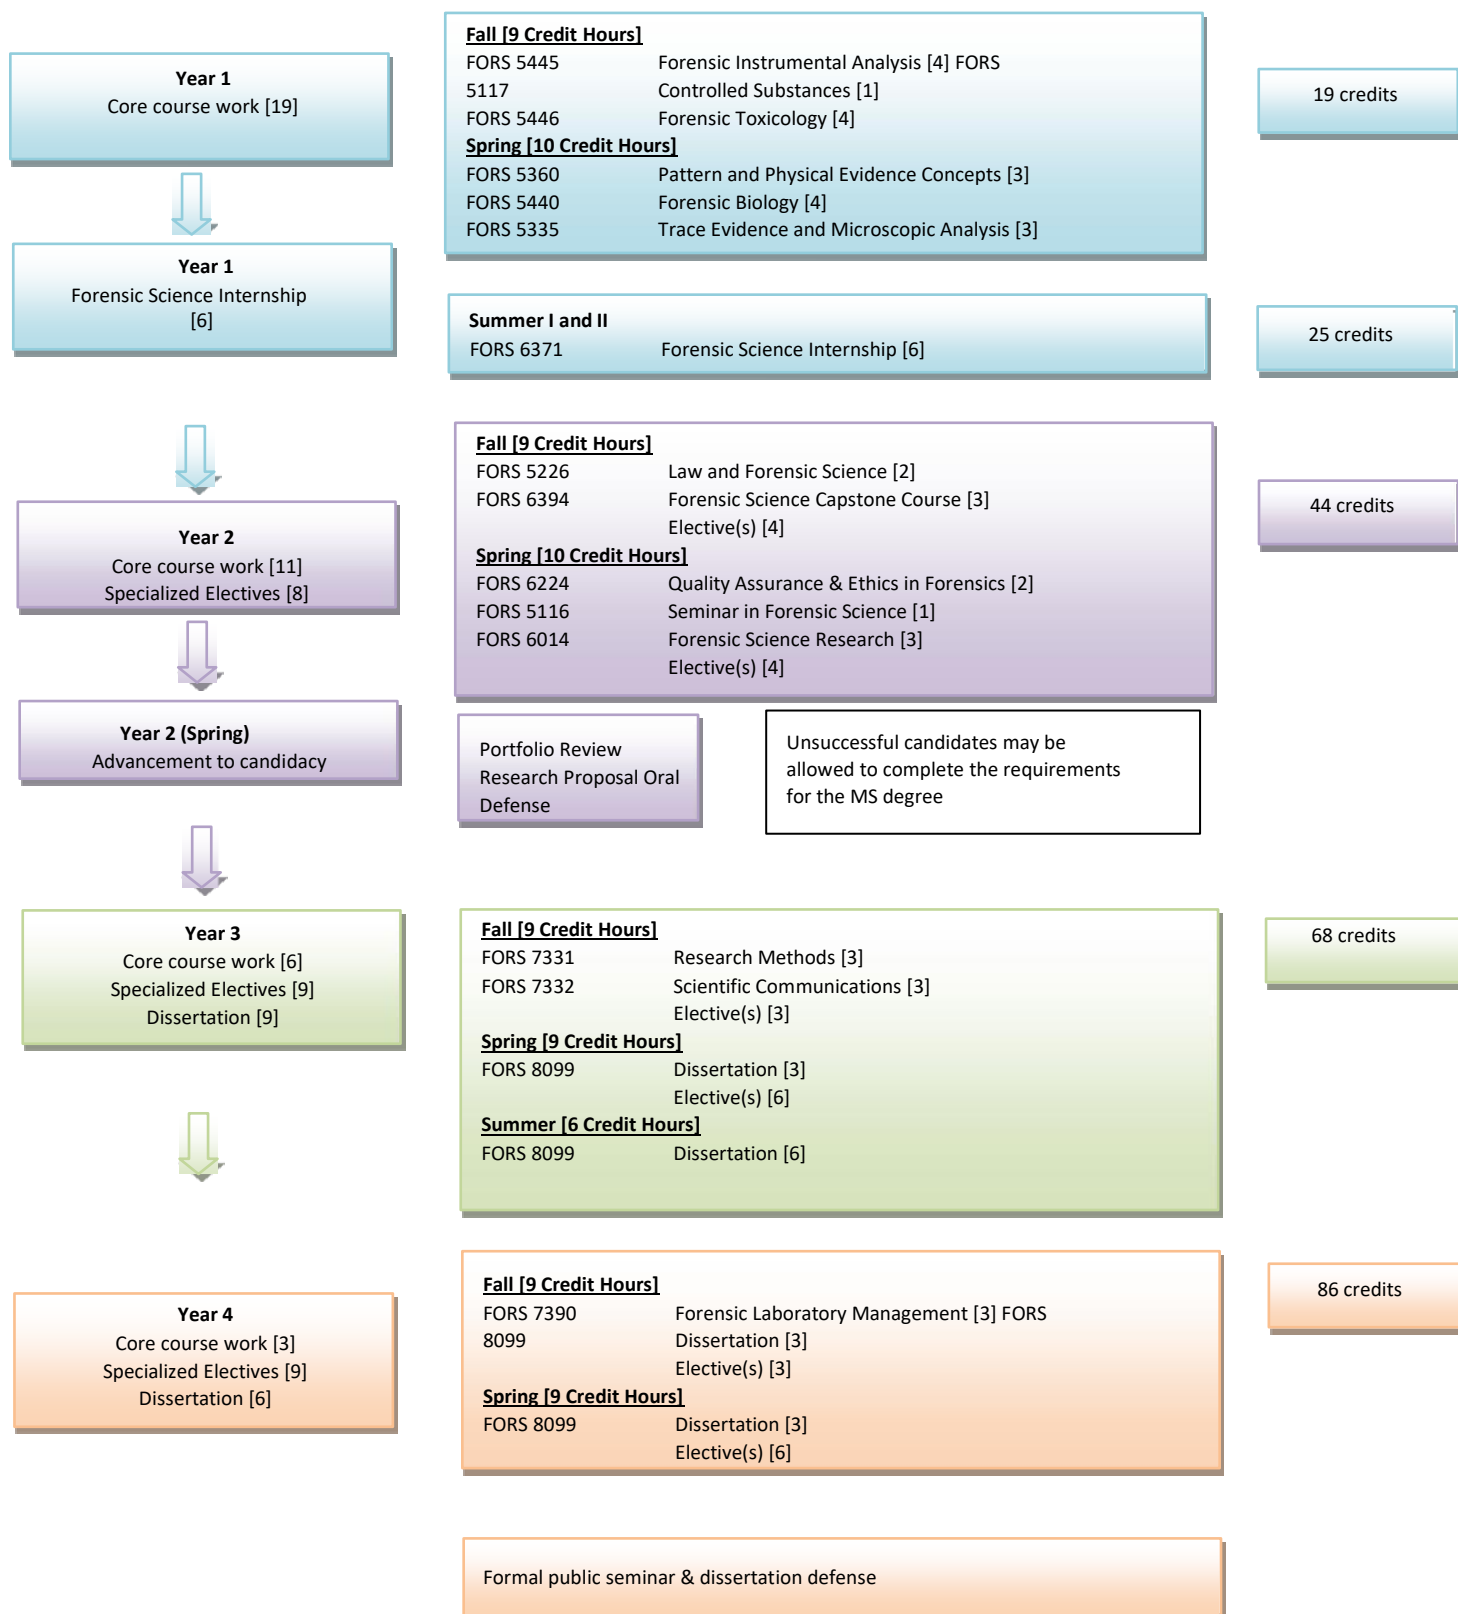 Year 1
Core course work [19]
Fall [9 Credit Hours]
FORS 5445 Forensic Instrumental Analysis [4] FORS
5117 Controlled Substances [1]
FORS 5446 Forensic Toxicology [4]
Spring [10 Credit Hours]
FORS 5360 Pattern and Physical Evidence Concepts [3]
FORS 5440 Forensic Biology [4]
FORS 5335 Trace Evidence and Microscopic Analysis [3]
19 credits
Year 1
Forensic Science Internship
[6]
Summer I and II
FORS 6371 Forensic Science Internship [6]
25 credits
Year 2
Core course work [11]
Specialized Electives [8]
Fall [9 Credit Hours]
FORS 5226 Law and Forensic Science [2]
FORS 6394 Forensic Science Capstone Course [3]
Elective(s) [4]
Spring [10 Credit Hours]
FORS 6224 Quality Assurance & Ethics in Forensics [2]
FORS 5116 Seminar in Forensic Science [1]
FORS 6014 Forensic Science Research [3]
Elective(s) [4]
44 credits
Year 2 (Spring)
Advancement to candidacy
Portfolio Review
Research Proposal Oral
Defense
Unsuccessful candidates may be
allowed to complete the requirements
for the MS degree
Year 3
Core course work [6]
Specialized Electives [9]
Dissertation [9]
Fall [9 Credit Hours]
FORS 7331 Research Methods [3]
FORS 7332 Scientific Communications [3]
Elective(s) [3]
Spring [9 Credit Hours]
FORS 8099 Dissertation [3]
Elective(s) [6]
Summer [6 Credit Hours]
FORS 8099 Dissertation [6]
68 credits
Year 4
Core course work [3]
Specialized Electives [9]
Dissertation [6]
Fall [9 Credit Hours]
FORS 7390 Forensic Laboratory Management [3] FORS
8099 Dissertation [3]
Elective(s) [3]
Spring [9 Credit Hours]
FORS 8099 Dissertation [3]
Elective(s) [6]
86 credits
Formal public seminar & dissertation defense